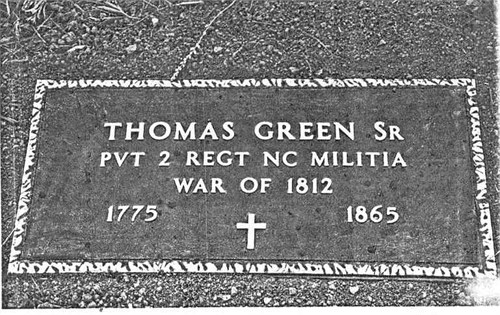 THOMAS GREEN SR
PVT 2 REGT NC MILITIA
WAR OF 1812
1775 1865